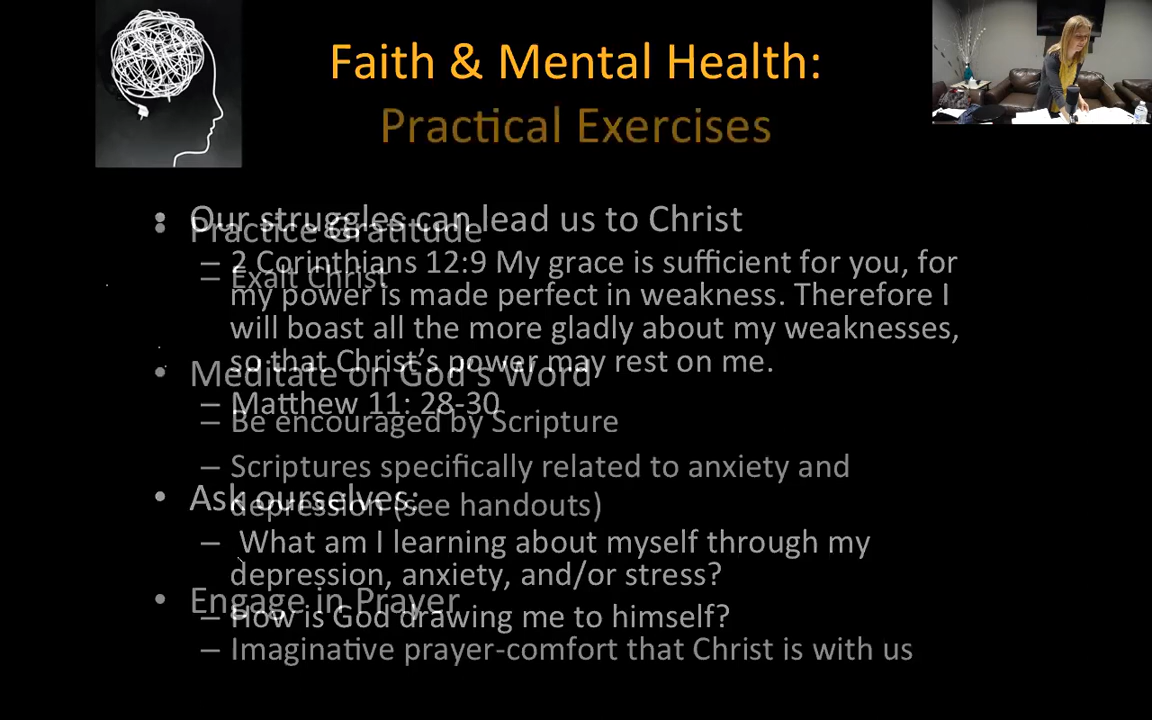 Faith & Mental Health:
Practical Exercises
• Our struggles can lead us to Christ
• Practice Gratitude
– 2 Corinthians 12:9 My grace is sufficient for you, for
– Exalt Christ
my power is made perfect in weakness. Therefore I
will boast all the more gladly about my weaknesses,
so that Christ’s power may rest on me.
• Meditate on God’s Word
– Matthew 11: 28-30
– Be encouraged by Scripture
– Scriptures specifically related to anxiety and
• Ask ourselves:
depression (see handouts)
– What am I learning about myself through my
depression, anxiety, and/or stress?
• Engage in Prayer
– How is God drawing me to himself?
– Imaginative prayer-comfort that Christ is with us